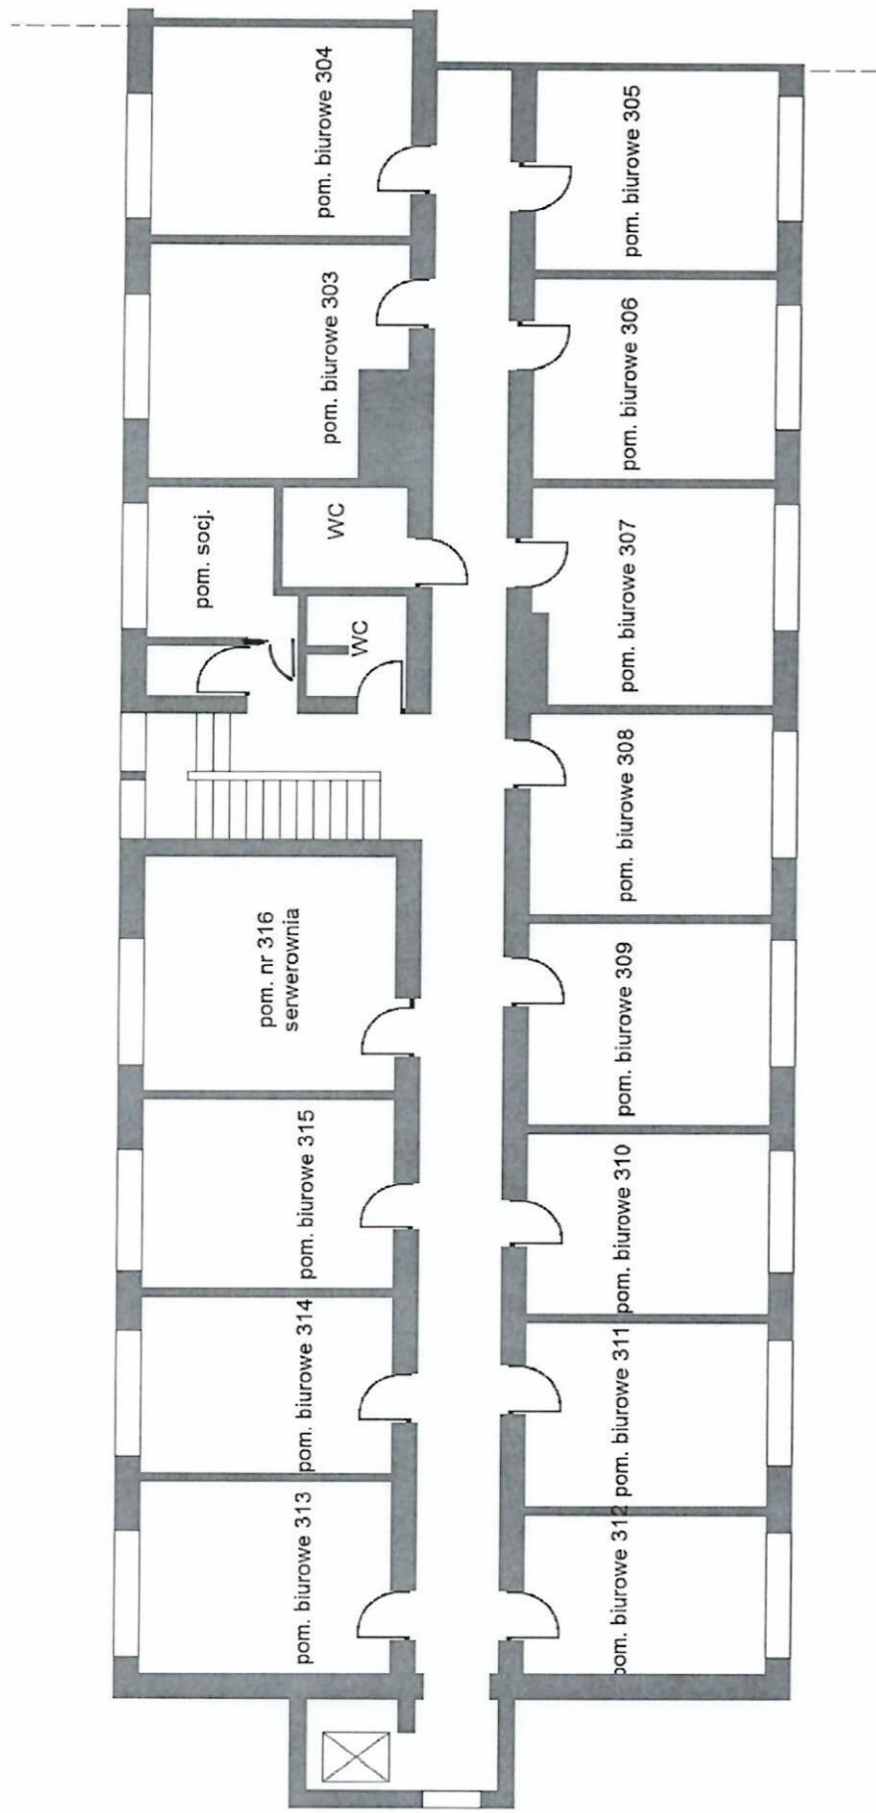 pom. biurowe 304
pom. biurowe 305
pom. biurowe 303
pom. biurowe 306
WC
pom. socj.
pom. biurowe 307
WC
pom. biurowe 308
pom. nr 316
serwerownia
pom. biurowe 309
pom. biurowe 315
pom. biurowe 310
pom. biurowe 314
pom. biurowe 311
pom. biurowe 313
pom. biurowe 312